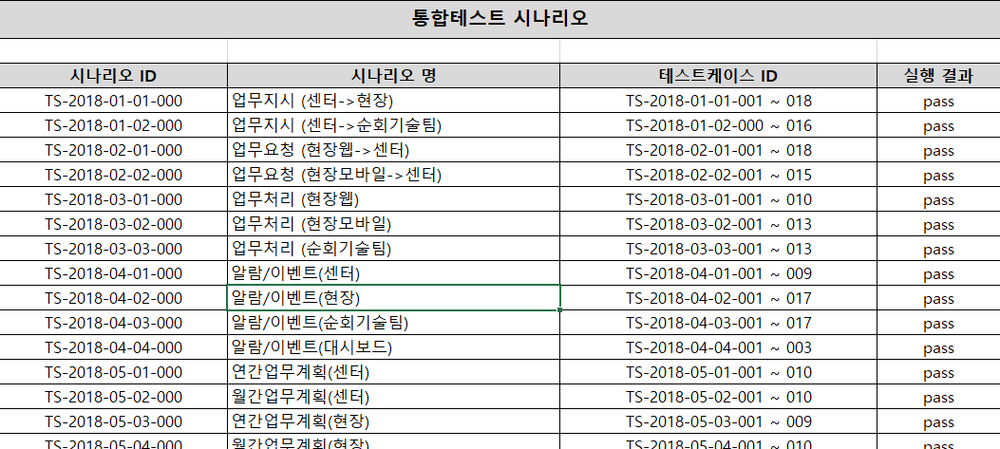 통합테스트 시나리오
시나리오 ID 시나리오 명 테스트케이스 ID 실행 결과
TS-2018-01-01-000 업무지시 (센터->현장) TS-2018-01-01-001 ~ 018 pass
TS-2018-01-02-000 업무지시 (센터->순회기술팀) TS-2018-01-02-000 ~ 016 pass
TS-2018-02-01-000 업무요청 (현장웹->센터) TS-2018-02-01-001 ~ 018 pass
TS-2018-02-02-000 업무요청 (현장모바일->센터) TS-2018-02-02-001 ~ 015 pass
TS-2018-03-01-000 업무처리 (현장웹) TS-2018-03-01-001 ~ 010 pass
TS-2018-03-02-000 업무처리 (현장모바일) TS-2018-03-02-001 ~ 013 pass
TS-2018-03-03-000 업무처리 (순회기술팀) TS-2018-03-03-001 ~ 013 pass
TS-2018-04-01-000 알람/이벤트(센터) TS-2018-04-01-001 ~ 009 pass
TS-2018-04-02-000 알람/이벤트(현장) TS-2018-04-02-001 ~ 017 pass
TS-2018-04-03-000 알람/이벤트(순회기술팀) TS-2018-04-03-001 ~ 017 pass
TS-2018-04-04-000 알람/이벤트(대시보드) TS-2018-04-04-001 ~ 003 pass
TS-2018-05-01-000 연간업무계획(센터) TS-2018-05-01-001 ~ 010 pass
TS-2018-05-02-000 월간업무계획(센터) TS-2018-05-02-001 ~ 010 pass
TS-2018-05-03-000 연간업무계획(현장) TS-2018-05-03-001 ~ 009 pass
TS-2018-05-04-000 월간업무계획(현장) TS-2018-05-04-001 ~ 010 pass